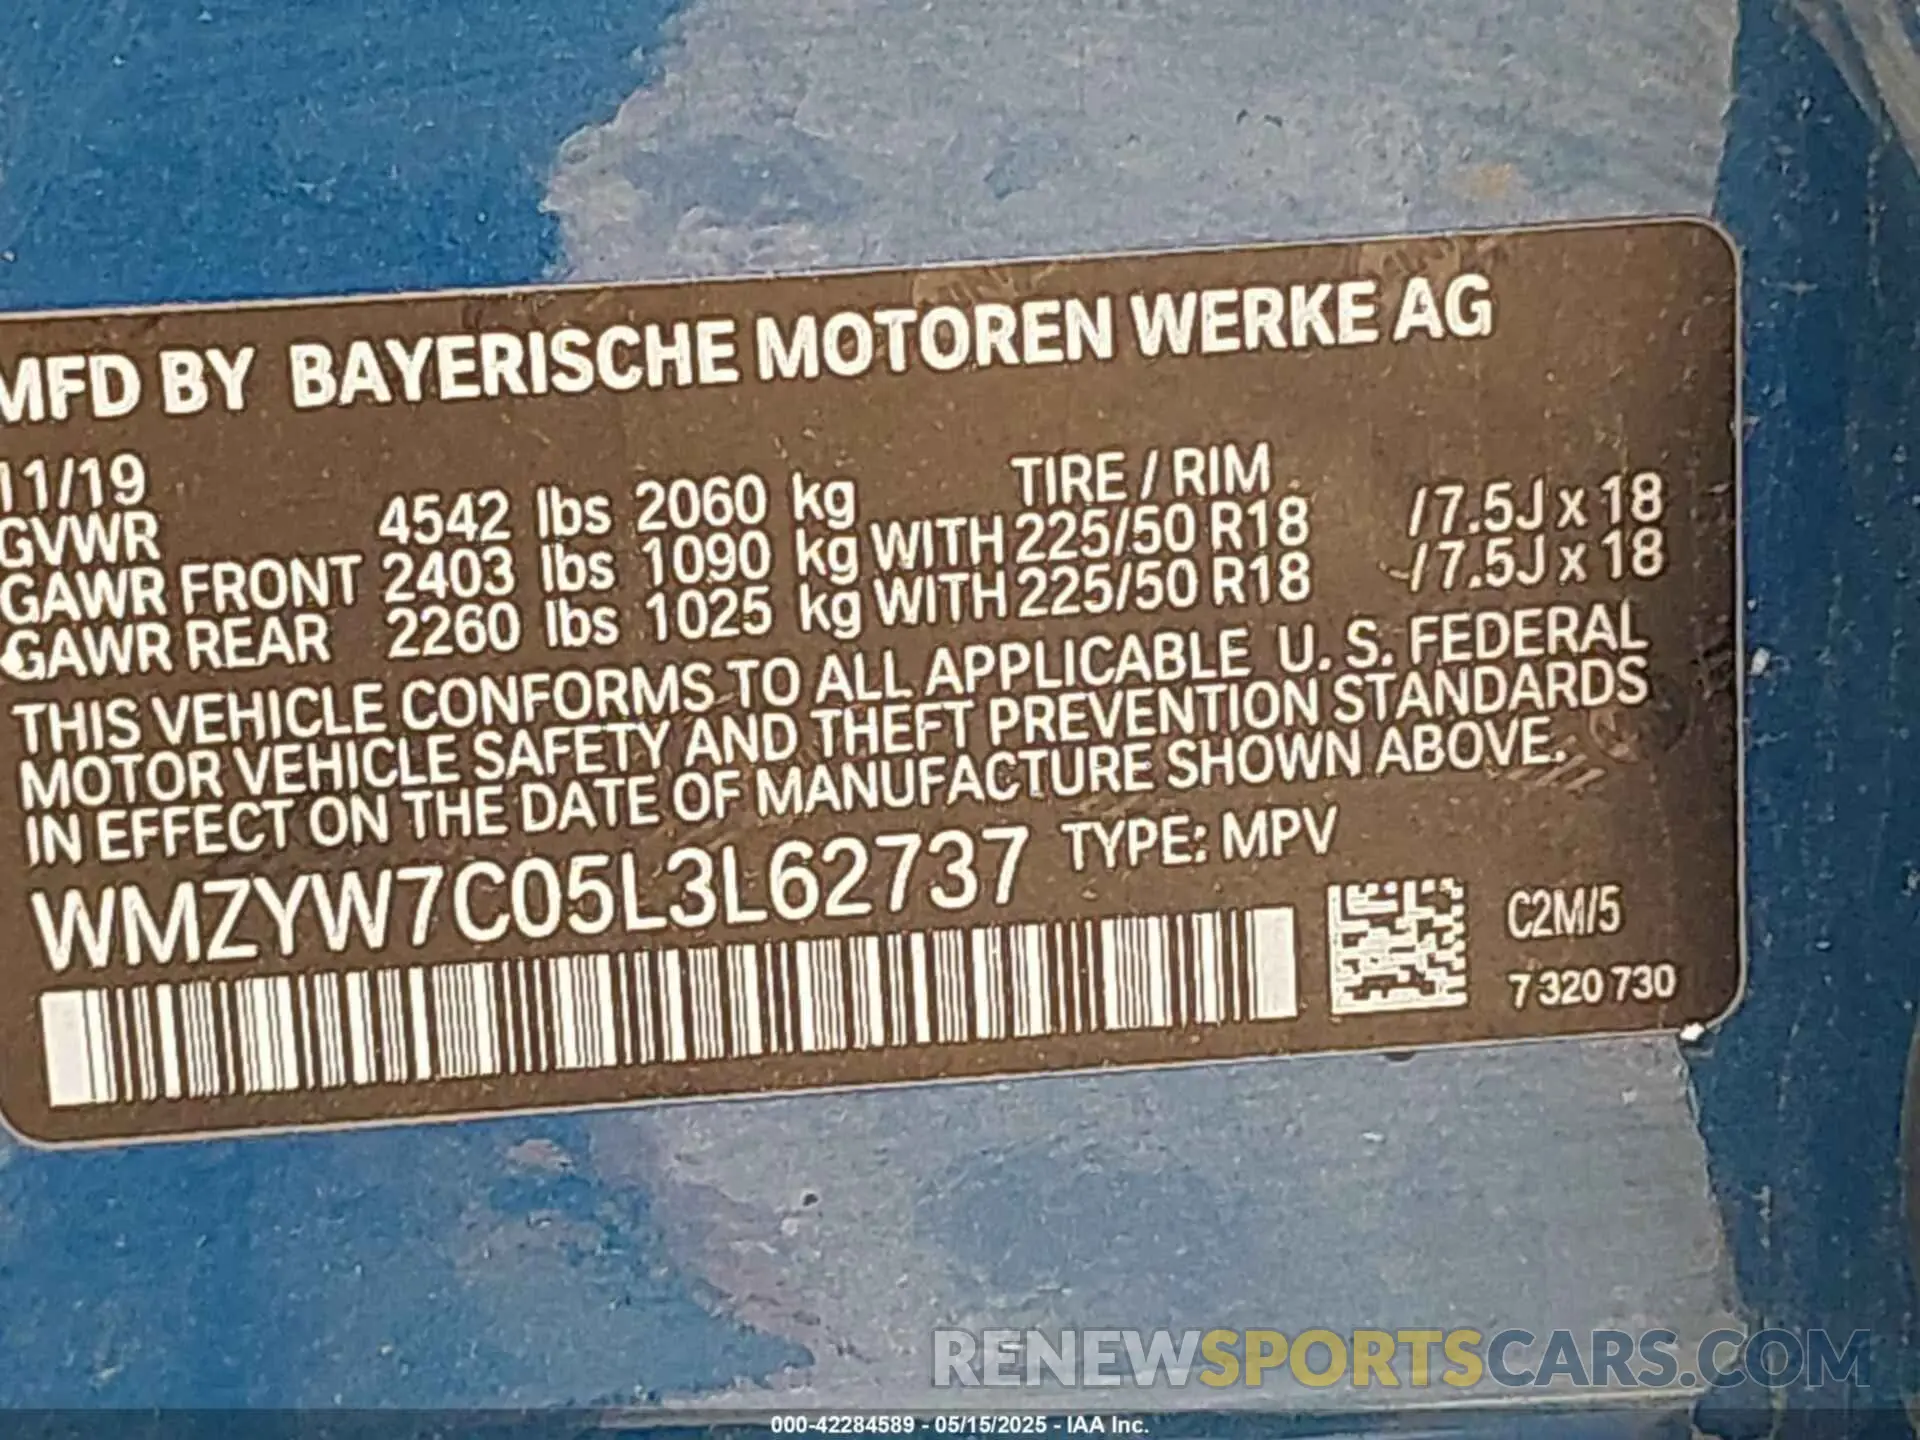 MFD BY BAYERISCHE MOTOREN WERKE AG
11/19 TIRE / RIM
GVWR 4542 lbs 2060 kg
GAWR FRONT 2403 lbs 1090 kg WITH 225/50 R18 /7.5J x 18
GAWR REAR 2260 lbs 1025 kg WITH 225/50 R18 /7.5J x 18
THIS VEHICLE CONFORMS TO ALL APPLICABLE U. S. FEDERAL
MOTOR VEHICLE SAFETY AND THEFT PREVENTION STANDARDS
IN EFFECT ON THE DATE OF MANUFACTURE SHOWN ABOVE.
WMZYW7C05L3L62737 TYPE: MPV
C2M/5
7 320 730
RENEWSPORTSCARS.COM
000-42284589 - 05/15/2025 - IAA Inc.